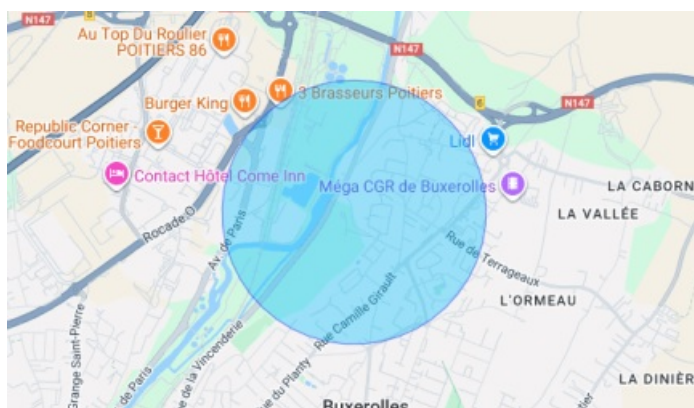 N147
5
Au Top Du Roulier
POITIERS 86
N147
6
N147
3 Brasseurs Poitiers
Burger King
Republic Corner -
Foodcourt Poitiers
Lidl
Contact Hôtel Come Inn
Méga CGR de Buxerolles
LA CABORN
LA VALLÉE
Rocade O
Av. de Paris
Rue de Terrageaux
L'ORMEAU
Rue Camille Girault
Grange Saint-Pierre
de Paris
e de la Vincenderie
e du Planty
LA DINIÈR
Buxerolles